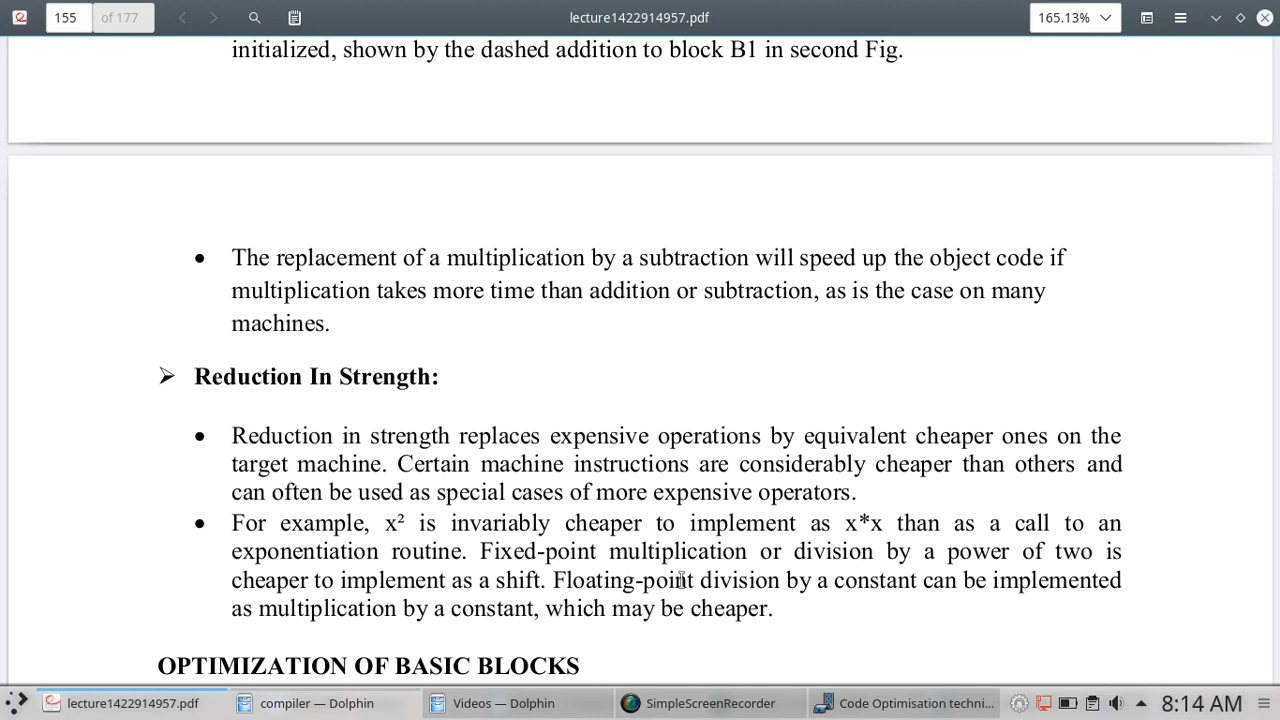 155 of 177 lecture1422914957.pdf 165.13%
initialized, shown by the dashed addition to block B1 in second Fig.
• The replacement of a multiplication by a subtraction will speed up the object code if
multiplication takes more time than addition or subtraction, as is the case on many
machines.
➢ Reduction In Strength:
• Reduction in strength replaces expensive operations by equivalent cheaper ones on the
target machine. Certain machine instructions are considerably cheaper than others and
can often be used as special cases of more expensive operators.
• For example, x² is invariably cheaper to implement as x*x than as a call to an
exponentiation routine. Fixed-point multiplication or division by a power of two is
cheaper to implement as a shift. Floating-point division by a constant can be implemented
as multiplication by a constant, which may be cheaper.
OPTIMIZATION OF BASIC BLOCKS
lecture1422914957.pdf compiler — Dolphin Videos — Dolphin SimpleScreenRecorder Code Optimisation techni... 8:14 AM